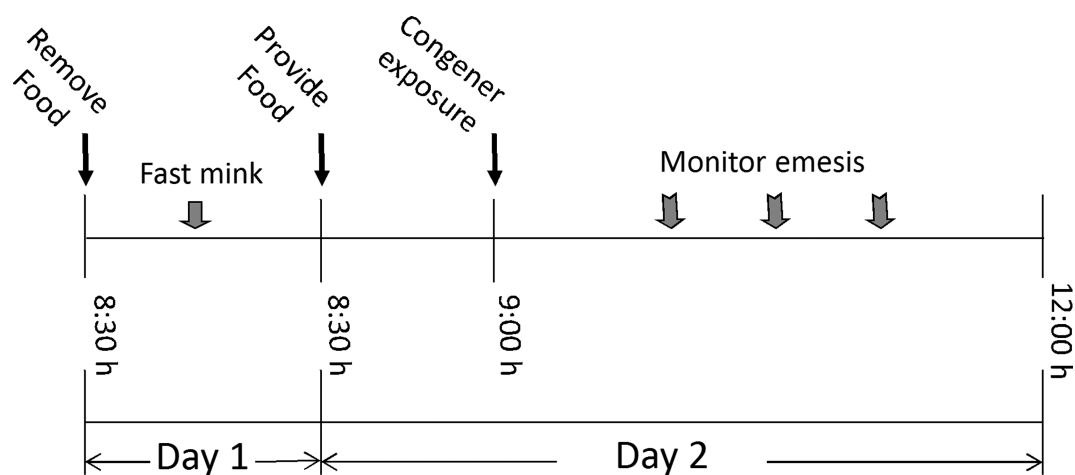 Remove
Food
Provide
Food
Congener
exposure
Fast mink
Monitor emesis
8:30 h
8:30 h
9:00 h
12:00 h
Day 1
Day 2